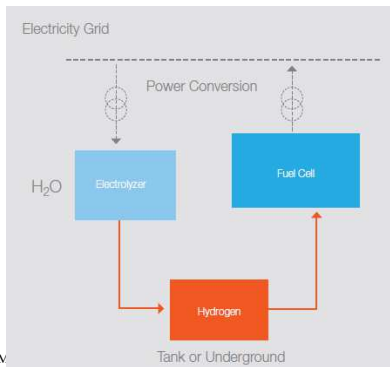 Electricity Grid
Power Conversion
H₂O
Electrolyzer
Fuel Cell
Hydrogen
Tank or Underground